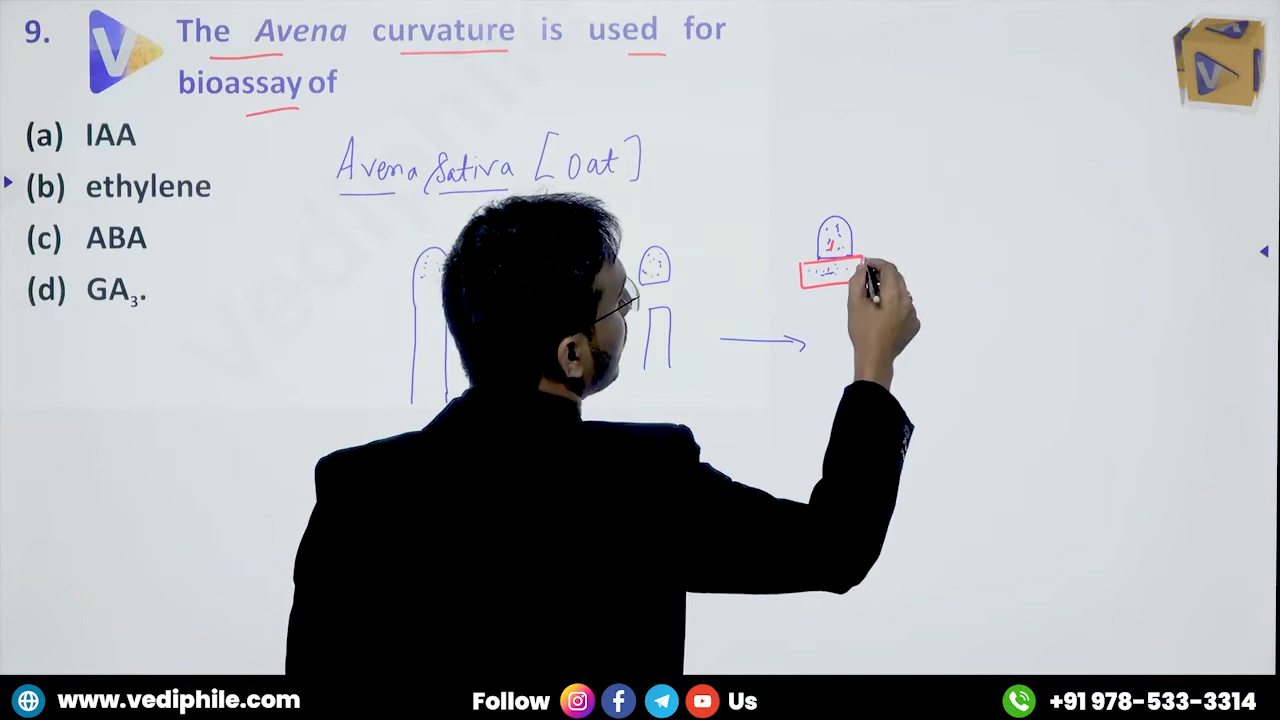 9. The Avena curvature is used for
bioassay of
(a) IAA
(b) ethylene
(c) ABA
(d) GA₃.
Avena Sativa [Oat]
www.vediphile.com
Follow Us
+91 978-533-3314